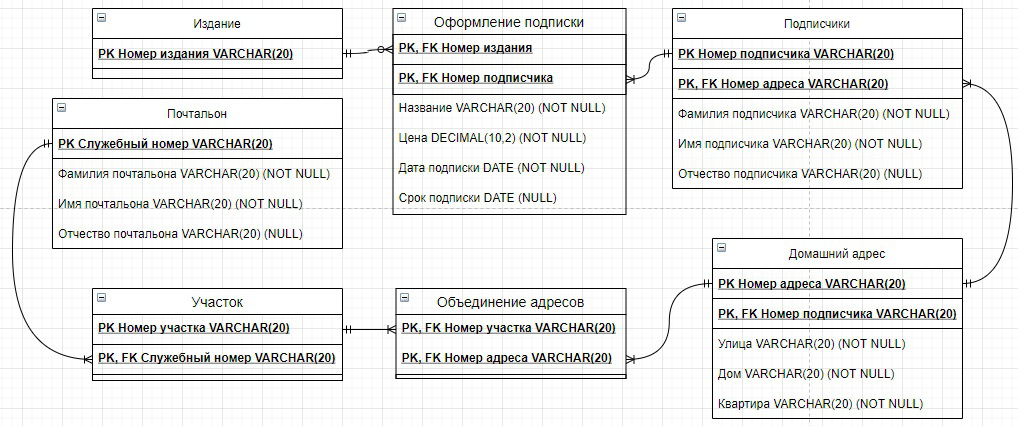 Издание
PK Номер издания VARCHAR(20)
Оформление подписки
PK, FK Номер издания
PK, FK Номер подписчика
Название VARCHAR(20) (NOT NULL)
Цена DECIMAL(10,2) (NOT NULL)
Дата подписки DATE (NOT NULL)
Срок подписки DATE (NULL)
Подписчики
PK Номер подписчика VARCHAR(20)
PK, FK Номер адреса VARCHAR(20)
Фамилия подписчика VARCHAR(20) (NOT NULL)
Имя подписчика VARCHAR(20) (NOT NULL)
Отчество подписчика VARCHAR(20) (NULL)
Почтальон
PK Служебный номер VARCHAR(20)
Фамилия почтальона VARCHAR(20) (NOT NULL)
Имя почтальона VARCHAR(20) (NOT NULL)
Отчество почтальона VARCHAR(20) (NULL)
Участок
PK Номер участка VARCHAR(20)
PK, FK Служебный номер VARCHAR(20)
Объединение адресов
PK, FK Номер участка VARCHAR(20)
PK, FK Номер адреса VARCHAR(20)
Домашний адрес
PK Номер адреса VARCHAR(20)
PK, FK Номер подписчика VARCHAR(20)
Улица VARCHAR(20) (NOT NULL)
Дом VARCHAR(20) (NOT NULL)
Квартира VARCHAR(20) (NOT NULL)